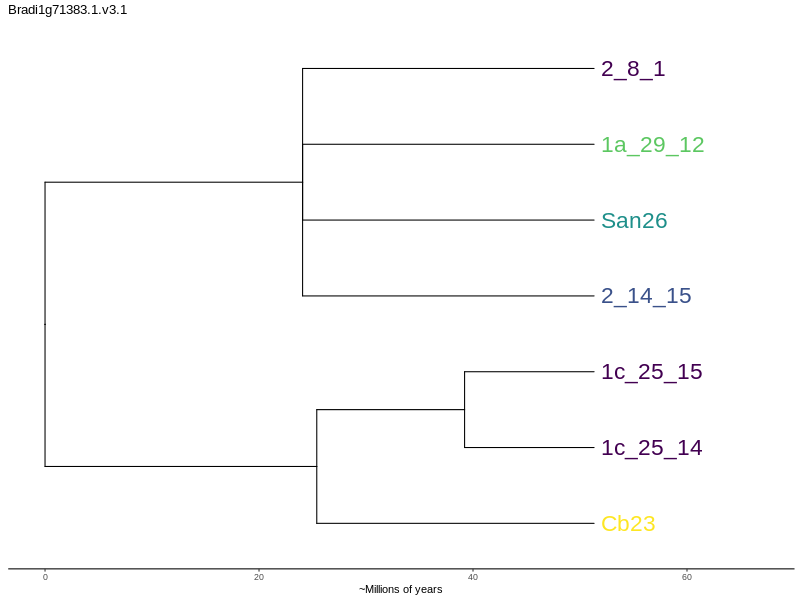 Bradi1g71383.1.v3.1
2_8_1
1a_29_12
San26
2_14_15
1c_25_15
1c_25_14
Cb23
0 20 40 60
~Millions of years